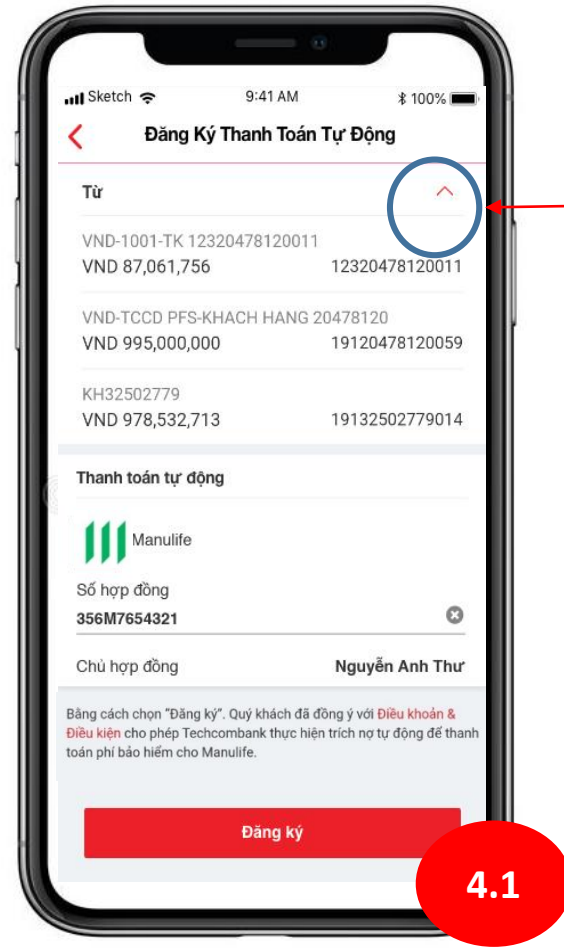 Sketch 9:41 AM 100%
Đăng Ký Thanh Toán Tự Động
Từ
VND-1001-TK 12320478120011
VND 87,061,756 12320478120011
VND-TCCD PFS-KHACH HANG 20478120
VND 995,000,000 19120478120059
KH32502779
VND 978,532,713 19132502779014
Thanh toán tự động
Manulife
Số hợp đồng
356M7654321
Chủ hợp đồng Nguyễn Anh Thư
Bằng cách chọn “Đăng ký”. Quý khách đã đồng ý với Điều khoản &
Điều kiện cho phép Techcombank thực hiện trích nợ tự động để thanh
toán phí bảo hiểm cho Manulife.
Đăng ký
4.1